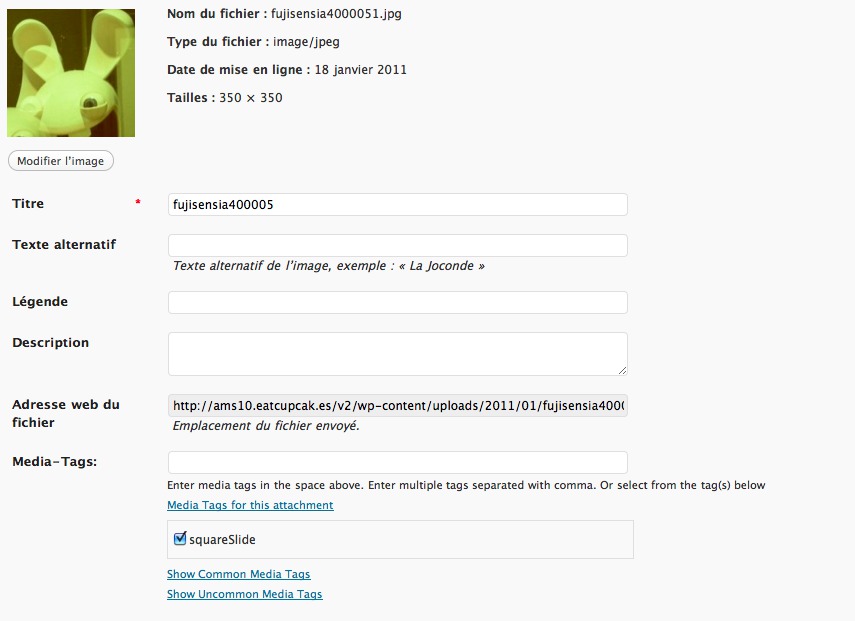 Nom du fichier : fujisensia4000051.jpg
Type du fichier : image/jpeg
Date de mise en ligne : 18 janvier 2011
Tailles : 350 × 350
Modifier l'image
Titre * fujisensia400005
Texte alternatif
Texte alternatif de l'image, exemple : « La Joconde »
Légende
Description
Adresse web du fichier http://ams10.eatcupcak.es/v2/wp-content/uploads/2011/01/fujisensia400
Emplacement du fichier envoyé.
Media-Tags:
Enter media tags in the space above. Enter multiple tags separated with comma. Or select from the tag(s) below
Media Tags for this attachment
squareSlide
Show Common Media Tags
Show Uncommon Media Tags